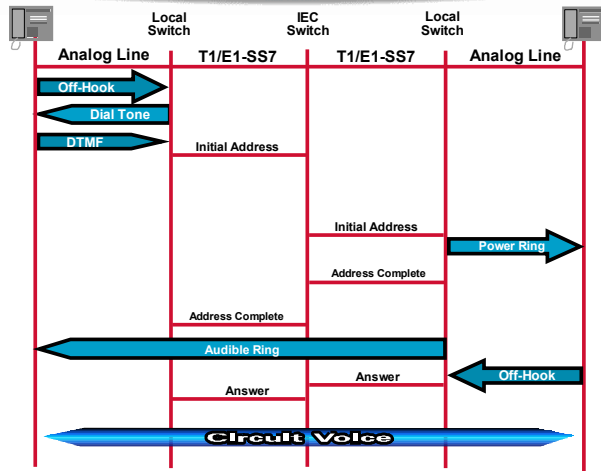 Local Switch
IEC Switch
Local Switch
Analog Line
T1/E1-SS7
T1/E1-SS7
Analog Line
Off-Hook
Dial Tone
DTMF
Initial Address
Initial Address
Power Ring
Address Complete
Address Complete
Audible Ring
Answer
Off-Hook
Answer
Circuit Voice